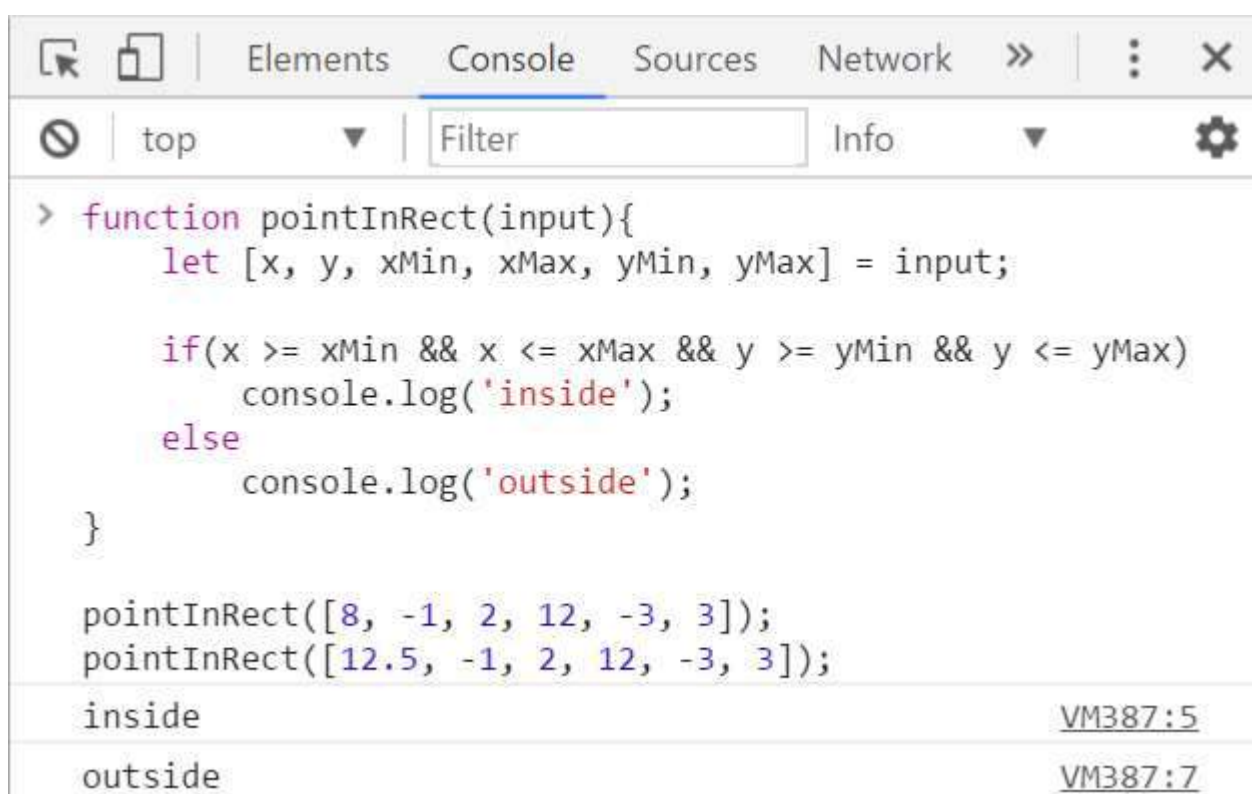 Elements Console Sources Network »
top Filter Info
> function pointInRect(input){
let [x, y, xMin, xMax, yMin, yMax] = input;
if(x >= xMin && x <= xMax && y >= yMin && y <= yMax)
console.log('inside');
else
console.log('outside');
}
pointInRect([8, -1, 2, 12, -3, 3]);
pointInRect([12.5, -1, 2, 12, -3, 3]);
inside VM387:5
outside VM387:7